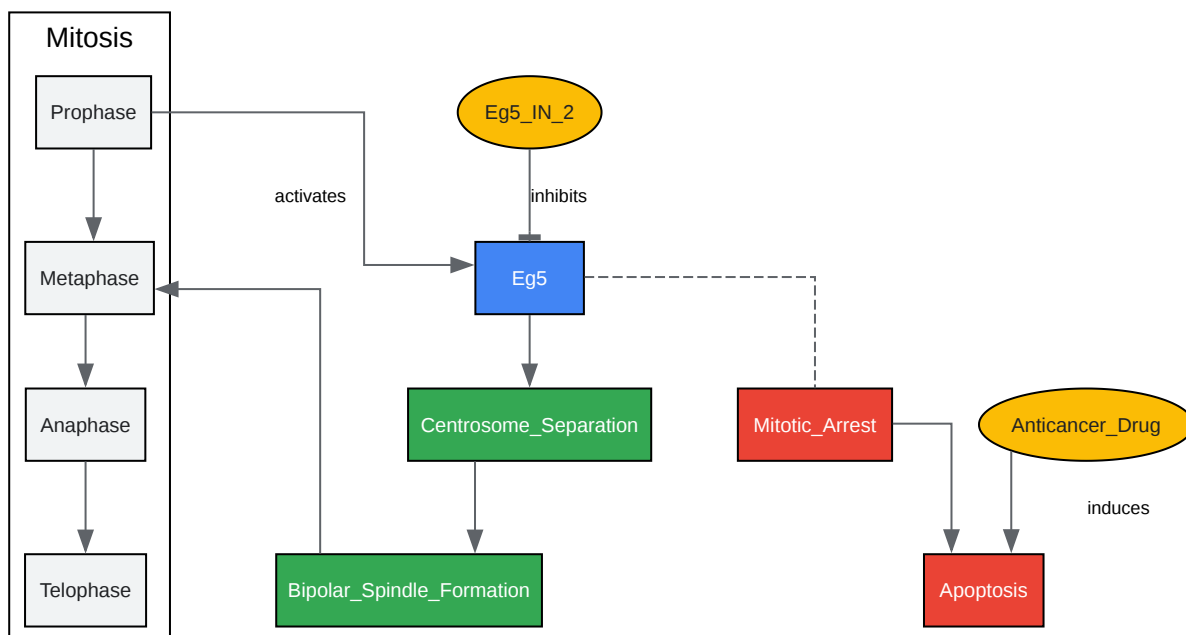 Mitosis
Prophase
Eg5_IN_2
activates
inhibits
Metaphase
Eg5
Anaphase
Centrosome_Separation
Mitotic_Arrest
Anticancer_Drug
induces
Telophase
Bipolar_Spindle_Formation
Apoptosis